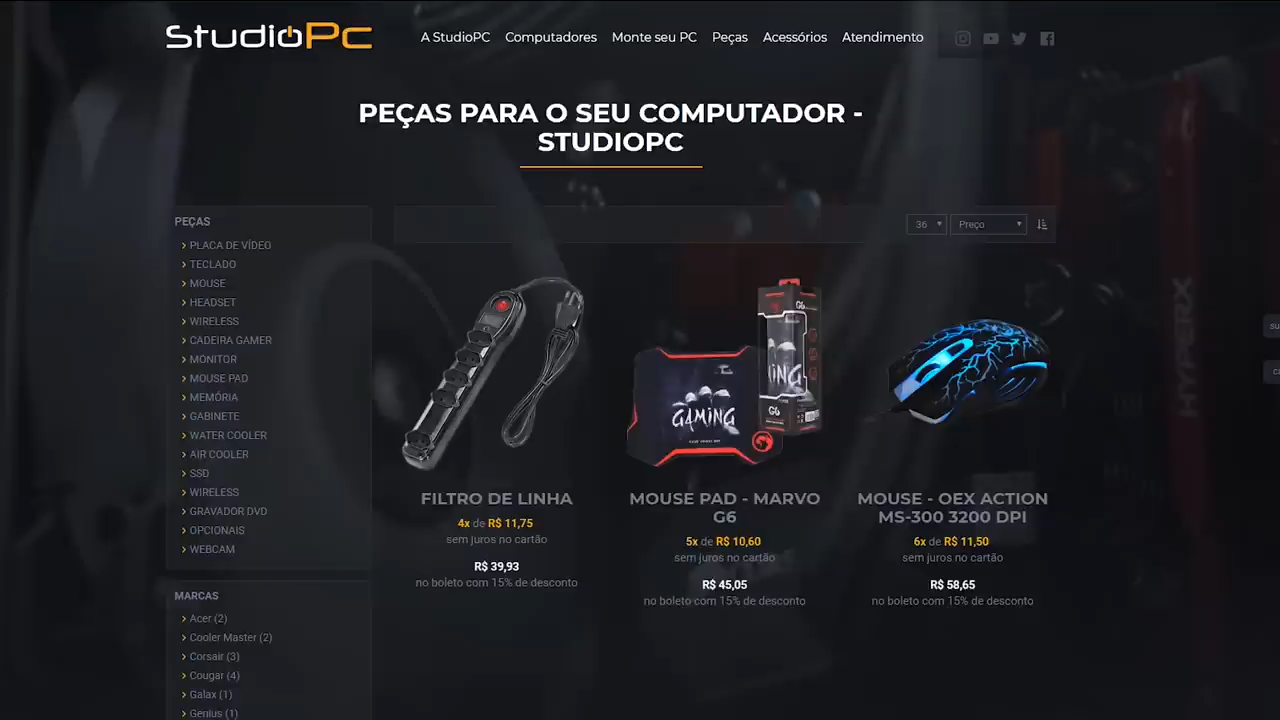 StudioPc
A StudioPC Computadores Monte seu PC Peças Acessórios Atendimento
PEÇAS PARA O SEU COMPUTADOR -
STUDIOPC
PEÇAS
PLACA DE VÍDEO
TECLADO
MOUSE
HEADSET
WIRELESS
CADEIRA GAMER
MONITOR
MOUSE PAD
MEMÓRIA
GABINETE
WATER COOLER
AIR COOLER
SSD
WIRELESS
GRAVADOR DVD
OPCIONAIS
WEBCAM
MARCAS
Acer (2)
Cooler Master (2)
Corsair (3)
Cougar (4)
Galax (1)
Genius (1)
36 Preço
FILTRO DE LINHA
4x de R$ 11,75
sem juros no cartão
R$ 39,93
no boleto com 15% de desconto
G6
GAMING
G6
MOUSE PAD - MARVO
G6
5x de R$ 10,60
sem juros no cartão
R$ 45,05
no boleto com 15% de desconto
MOUSE - OEX ACTION
MS-300 3200 DPI
6x de R$ 11,50
sem juros no cartão
R$ 58,65
no boleto com 15% de desconto
HYPERX